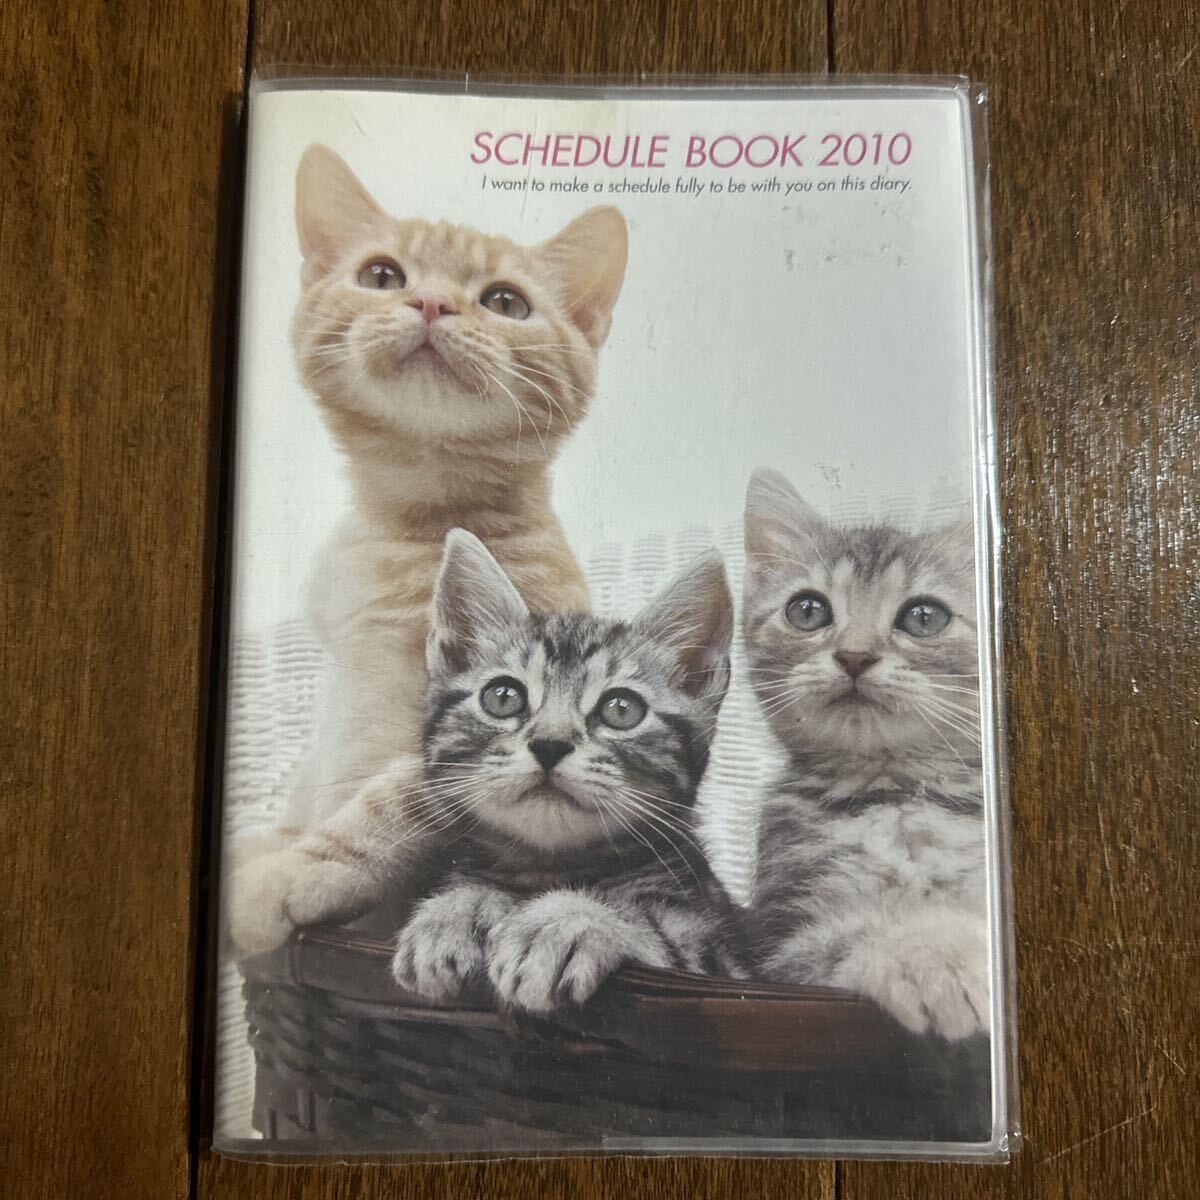 SCHEDULE BOOK 2010
I want to make a schedule fully to be with you on this diary.